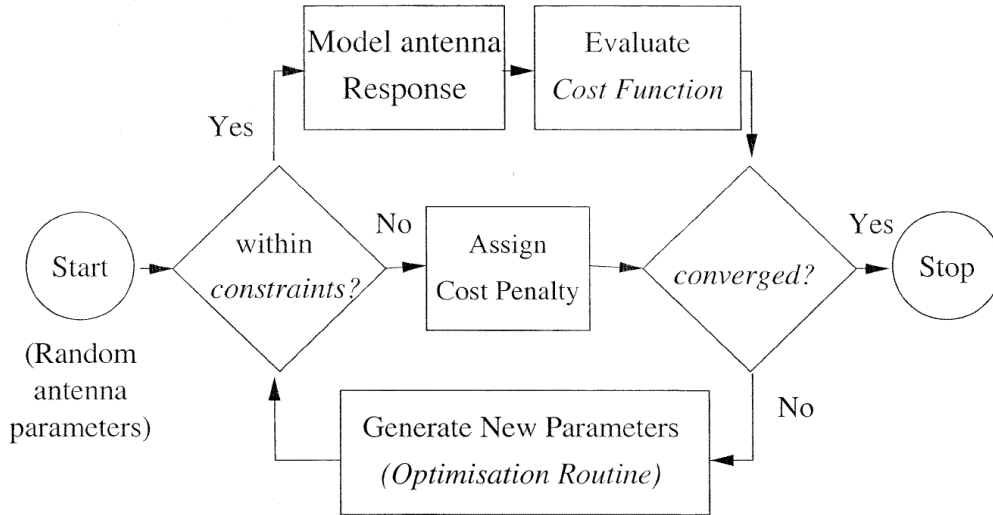 Model antenna
Response
Evaluate
Cost Function
Yes
No
Yes
Start
within
constraints?
Assign
Cost Penalty
converged?
Stop
(Random
antenna
parameters)
No
Generate New Parameters
(Optimisation Routine)